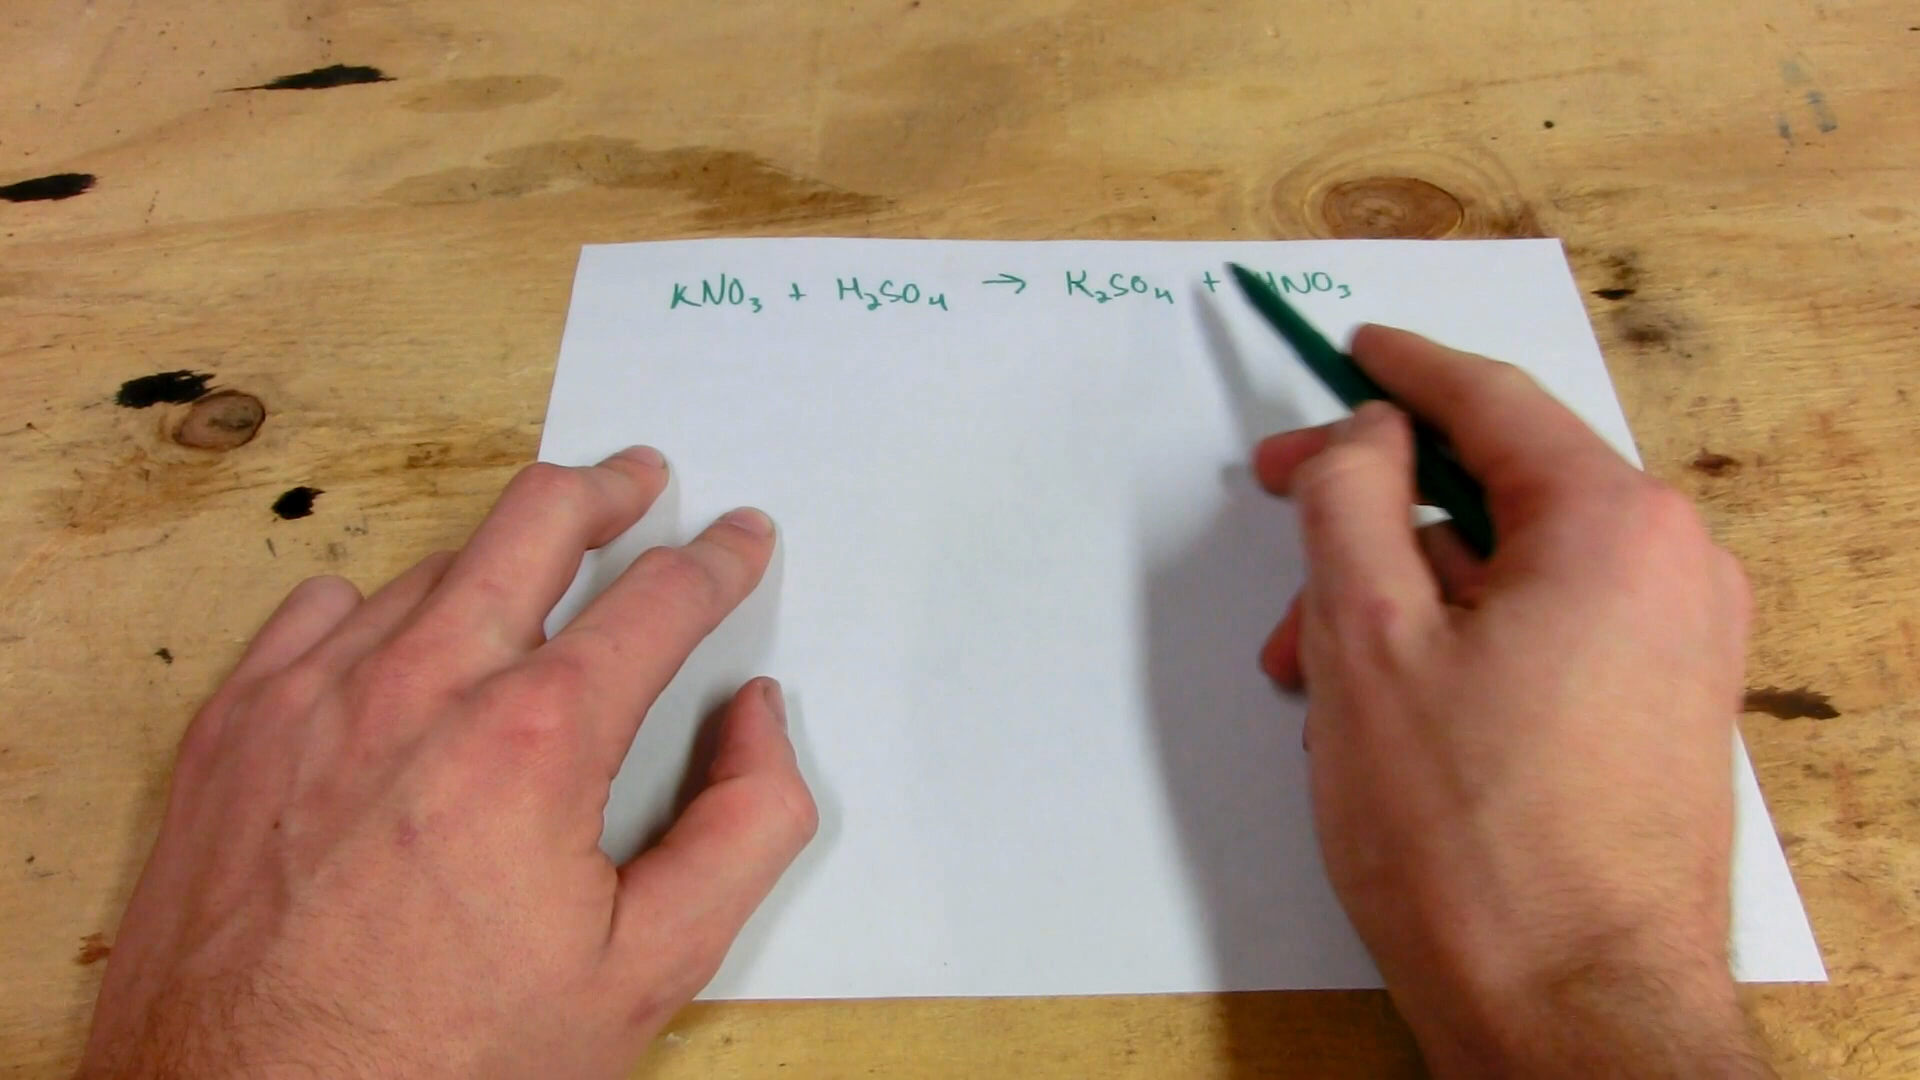 KNO₃ + H₂SO₄ → K₂SO₄ + HNO₃